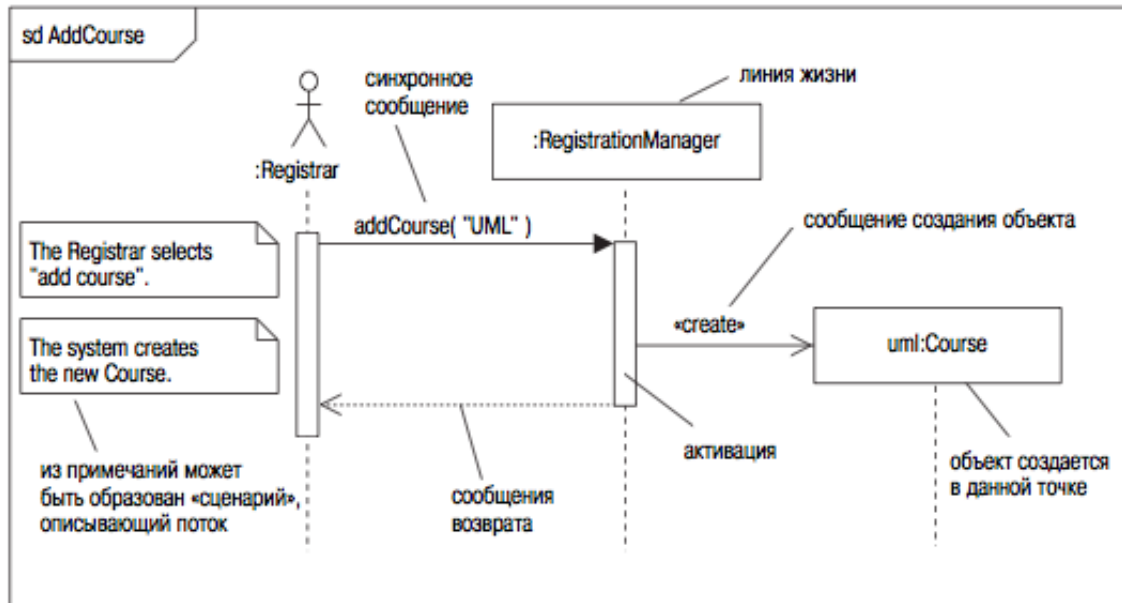 sd AddCourse
синхронное
сообщение
линия жизни
:RegistrationManager
:Registrar
addCourse( "UML" )
сообщение создания объекта
The Registrar selects
"add course".
«create»
uml:Course
The system creates
the new Course.
активация
объект создается
в данной точке
из примечаний может
быть образован «сценарий»,
описывающий поток
сообщения
возврата